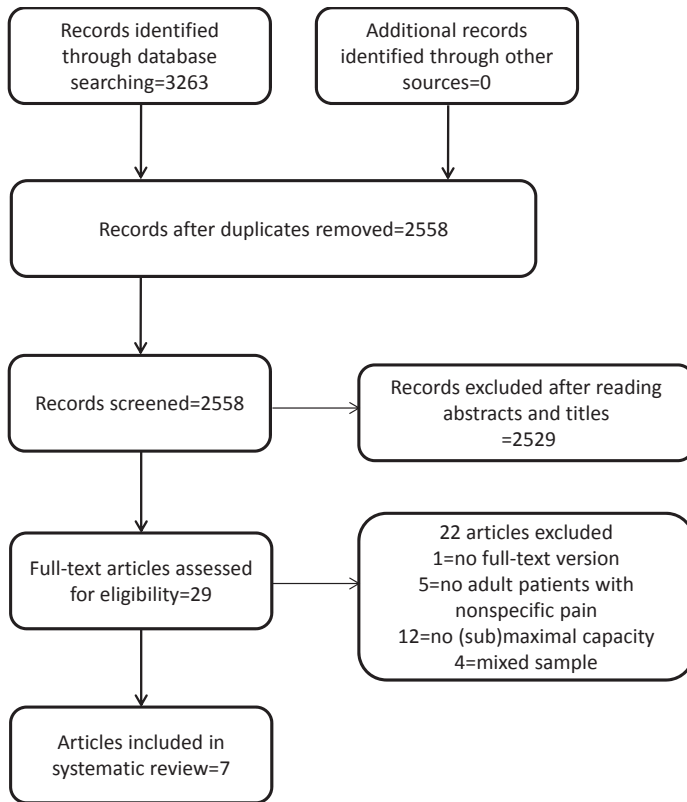 Records identified
through database
searching=3263
Additional records
identified through other
sources=0
Records after duplicates removed=2558
Records screened=2558
Records excluded after reading
abstracts and titles
=2529
Full-text articles assessed
for eligibility=29
22 articles excluded
1=no full-text version
5=no adult patients with
nonspecific pain
12=no (sub)maximal capacity
4=mixed sample
Articles included in
systematic review=7